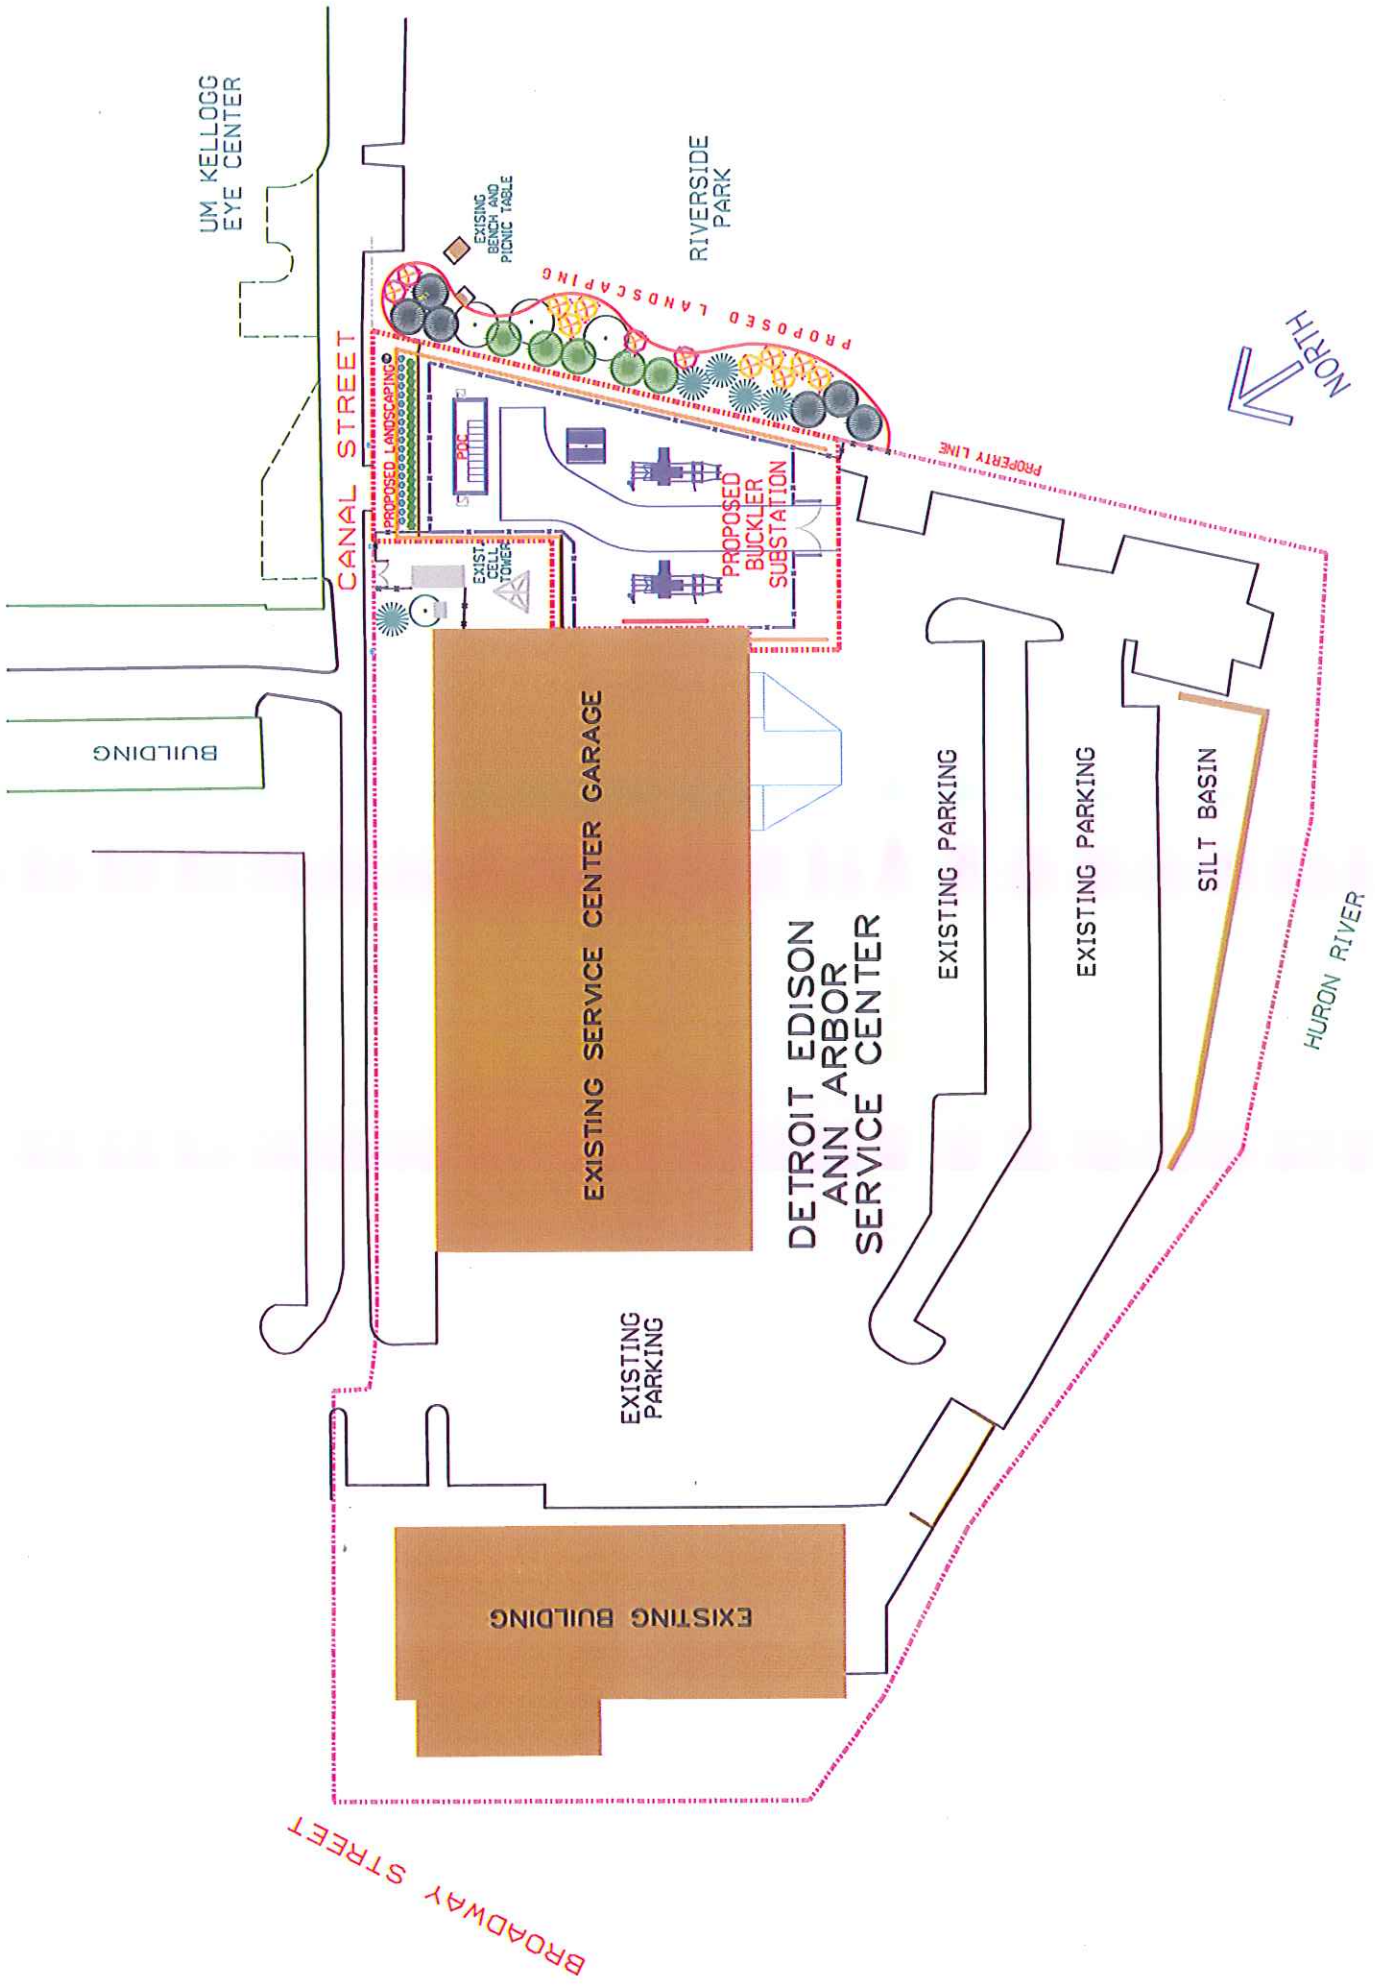 UM KELLOGG
EYE CENTER
EXISING
BENCH AND
PICNIC TABLE
RIVERSIDE
PARK
NORTH
CANAL STREET
PROPOSED LANDSCAPING
PROPOSED LANDSCAPING
PDC
PROPERTY LINE
PROPOSED
BUCKLER
SUBSTATION
EXIST.
CELL
TOWER
BUILDING
EXISTING SERVICE CENTER GARAGE
DETROIT EDISON
ANN ARBOR
SERVICE CENTER
EXISTING PARKING
EXISTING PARKING
SILT BASIN
HURON RIVER
EXISTING
PARKING
EXISTING BUILDING
BROADWAY STREET